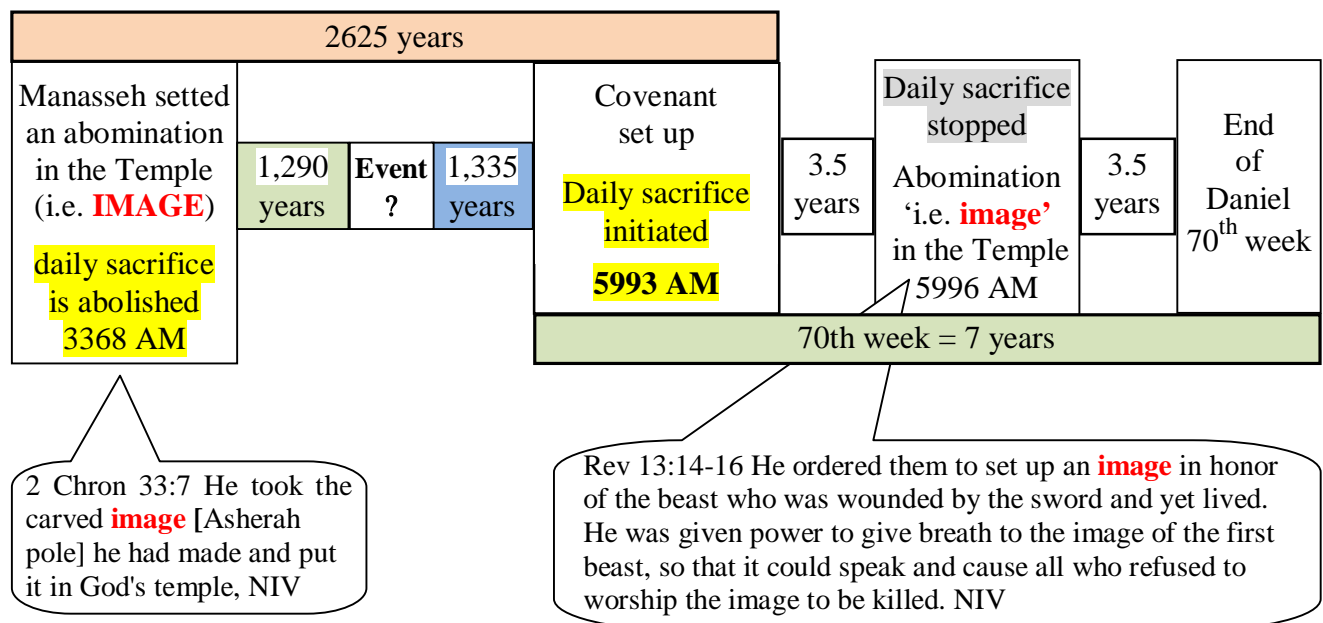 2625 years
Manasseh setted
an abomination
in the Temple
(i.e. IMAGE)
daily sacrifice
is abolished
3368 AM
1,290
years
Event
?
1,335
years
Covenant
set up
Daily sacrifice
initiated
5993 AM
3.5
years
Daily sacrifice
stopped
Abomination
‘i.e. image’
in the Temple
5996 AM
3.5
years
End
of
Daniel
70th week
70th week = 7 years
2 Chron 33:7 He took the
carved image [Asherah
pole] he had made and put
it in God's temple, NIV
Rev 13:14-16 He ordered them to set up an image in honor
of the beast who was wounded by the sword and yet lived.
He was given power to give breath to the image of the first
beast, so that it could speak and cause all who refused to
worship the image to be killed. NIV